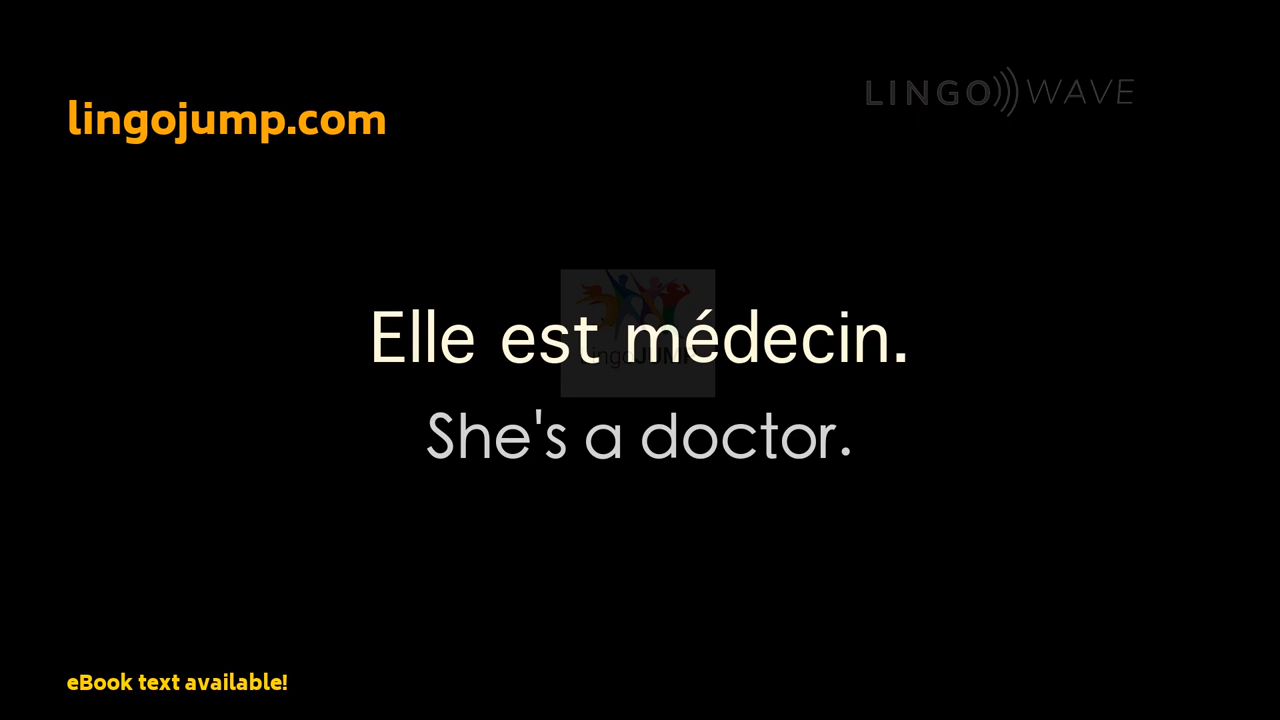 lingojump.com
LINGO WAVE
Elle est médecin.
She's a doctor.
eBook text available!